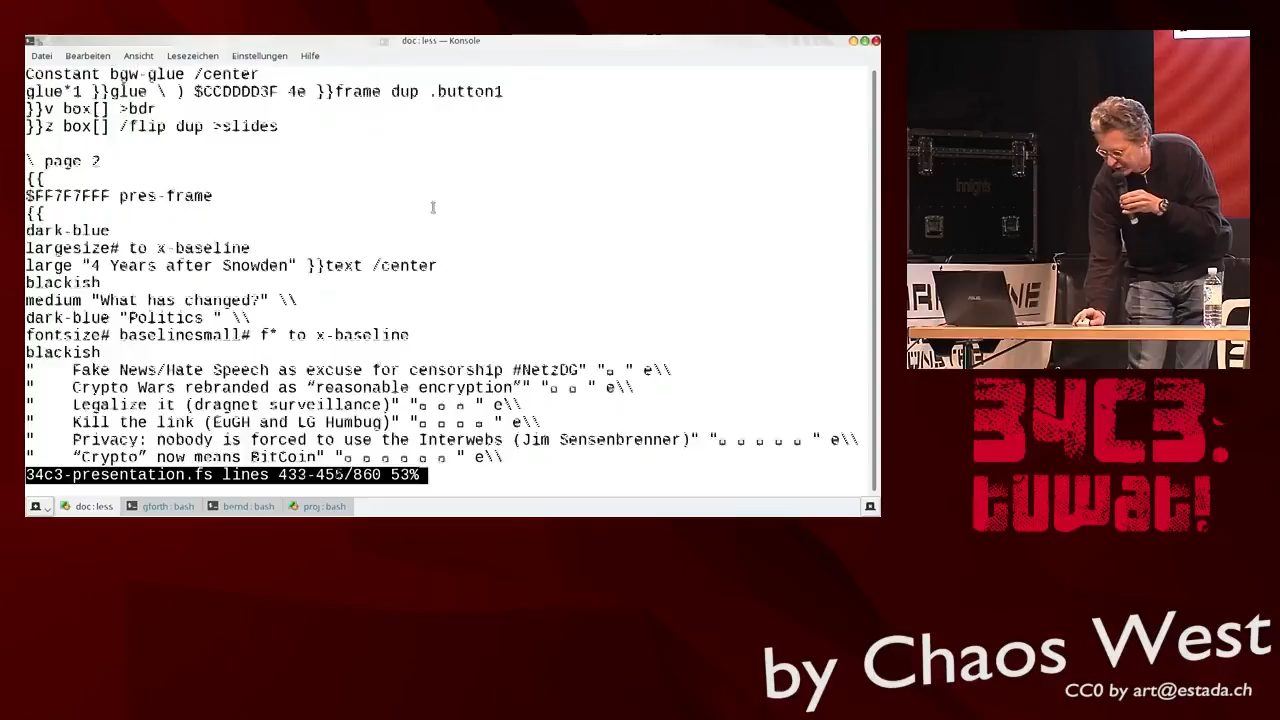 doc : less — Konsole
Datei Bearbeiten Ansicht Lesezeichen Einstellungen Hilfe
Constant bgw-glue /center
glue*1 }}glue \ ) $CCDDDD3F 4e }}frame dup .button1
}}v box[] >bdr
}}z box[] /flip dup >slides
\ page 2
{{
$FF7F7FFF pres-frame
{{
dark-blue
largesize# to x-baseline
large "4 Years after Snowden" }}text /center
blackish
medium "What has changed?" \\
dark-blue "Politics " \\
fontsize# baselinesmall# f* to x-baseline
blackish
"    Fake News/Hate Speech as excuse for censorship #NetzDG" "▯ " e\\
"    Crypto Wars rebranded as “reasonable encryption”" "▯ ▯ " e\\
"    Legalize it (dragnet surveillance)" "▯ ▯ ▯ " e\\
"    Kill the link (EuGH and LG Humbug)" "▯ ▯ ▯ ▯ " e\\
"    Privacy: nobody is forced to use the Interwebs (Jim Sensenbrenner)" "▯ ▯ ▯ ▯ ▯ " e\\
"    “Crypto” now means BitCoin" "▯ ▯ ▯ ▯ ▯ ▯ " e\\
34c3-presentation.fs lines 433-455/860 53%
doc : less gforth : bash bernd : bash proj : bash
34C3:
tuwat!
by Chaos West
CC0 by art@estada.ch